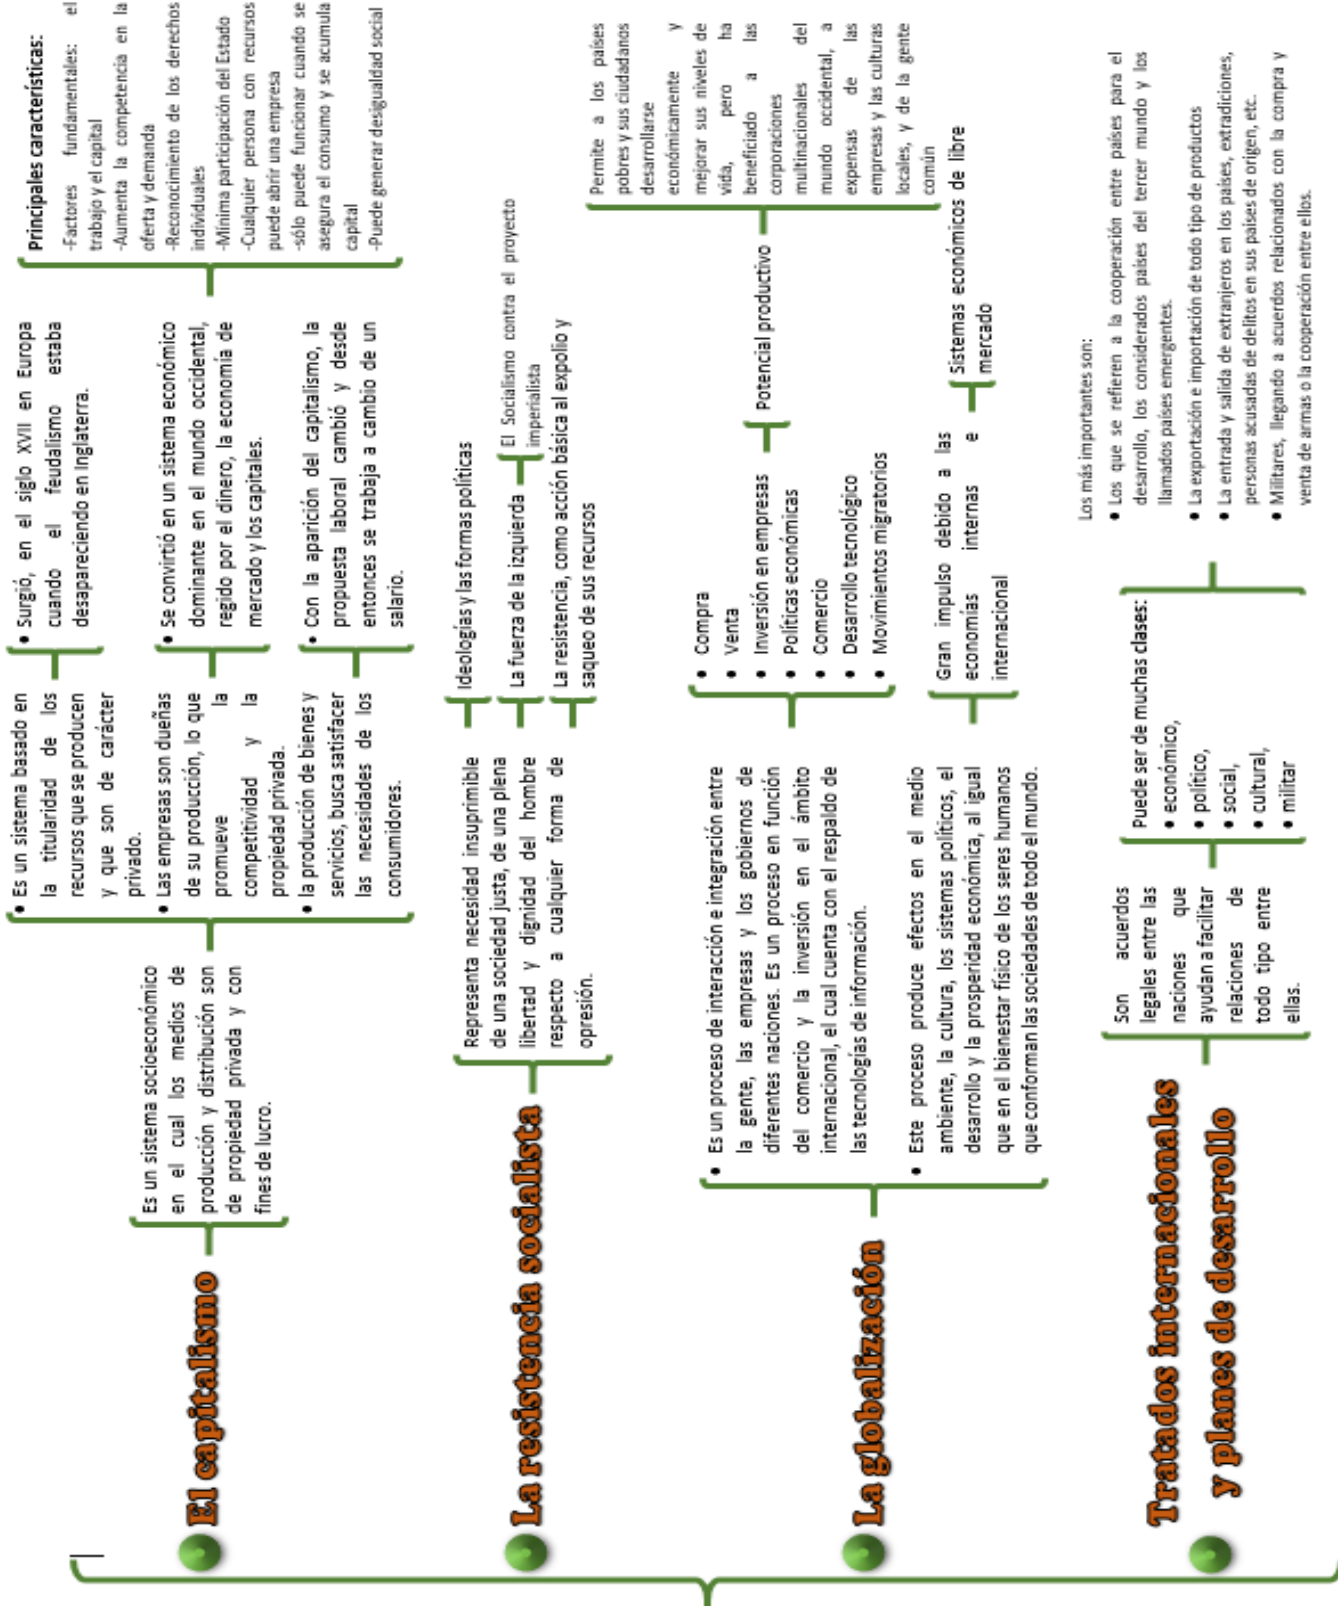 El capitalismo
Es un sistema socioeconómico
en el cual los medios de
producción y distribución son
de propiedad privada y con
fines de lucro.
• Es un sistema basado en
la titularidad de los
recursos que se producen
y que son de carácter
privado.
• Las empresas son dueñas
de su producción, lo que
promueve la
competitividad y la
propiedad privada.
• la producción de bienes y
servicios, busca satisfacer
las necesidades de los
consumidores.
• Surgió, en el siglo XVII en Europa
cuando el feudalismo estaba
desapareciendo en Inglaterra.
• Se convirtió en un sistema económico
dominante en el mundo occidental,
regido por el dinero, la economía de
mercado y los capitales.
• Con la aparición del capitalismo, la
propuesta laboral cambió y desde
entonces se trabaja a cambio de un
salario.
Principales características:
-Factores fundamentales: el
trabajo y el capital
-Aumenta la competencia en la
oferta y demanda
-Reconocimiento de los derechos
individuales
-Mínima participación del Estado
-Cualquier persona con recursos
puede abrir una empresa
-sólo puede funcionar cuando se
asegura el consumo y se acumula
capital
-Puede generar desigualdad social
La resistencia socialista
Representa necesidad insuprimible
de una sociedad justa, de una plena
libertad y dignidad del hombre
respecto a cualquier forma de
opresión.
Ideologías y las formas políticas
La fuerza de la izquierda
El Socialismo contra el proyecto
imperialista
La resistencia, como acción básica al expolio y
saqueo de sus recursos
La globalización
• Es un proceso de interacción e integración entre
la gente, las empresas y los gobiernos de
diferentes naciones. Es un proceso en función
del comercio y la inversión en el ámbito
internacional, el cual cuenta con el respaldo de
las tecnologías de información.
• Este proceso produce efectos en el medio
ambiente, la cultura, los sistemas políticos, el
desarrollo y la prosperidad económica, al igual
que en el bienestar físico de los seres humanos
que conforman las sociedades de todo el mundo.
• Compra
• Venta
• Inversión en empresas
• Políticas económicas
• Comercio
• Desarrollo tecnológico
• Movimientos migratorios
Potencial productivo
Permite a los países
pobres y sus ciudadanos
desarrollarse
económicamente y
mejorar sus niveles de
vida, pero ha
beneficiado a las
corporaciones
multinacionales del
mundo occidental, a
expensas de las
empresas y las culturas
locales, y de la gente
común
Gran impulso debido a las
economías internas e
internacional
Sistemas económicos de libre
mercado
Tratados internacionales
y planes de desarrollo
Son acuerdos
legales entre las
naciones que
ayudan a facilitar
relaciones de
todo tipo entre
ellas.
Puede ser de muchas clases:
• económico,
• político,
• social,
• cultural,
• militar
Los más importantes son:
• Los que se refieren a la cooperación entre países para el
desarrollo, los considerados países del tercer mundo y los
llamados países emergentes.
• La exportación e importación de todo tipo de productos
• La entrada y salida de extranjeros en los países, extradiciones,
personas acusadas de delitos en sus países de origen, etc.
• Militares, llegando a acuerdos relacionados con la compra y
venta de armas o la cooperación entre ellos.